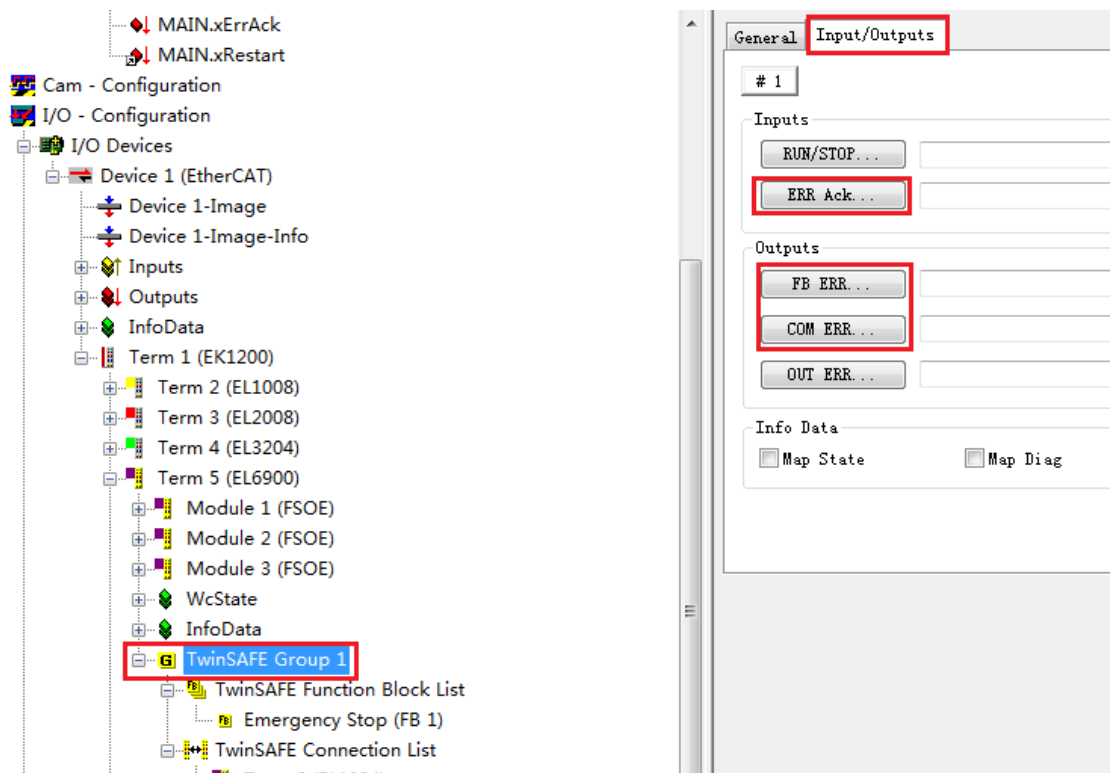 MAIN.xErrAck
MAIN.xRestart
Cam - Configuration
I/O - Configuration
I/O Devices
Device 1 (EtherCAT)
Device 1-Image
Device 1-Image-Info
Inputs
Outputs
InfoData
Term 1 (EK1200)
Term 2 (EL1008)
Term 3 (EL2008)
Term 4 (EL3204)
Term 5 (EL6900)
Module 1 (FSOE)
Module 2 (FSOE)
Module 3 (FSOE)
WcState
InfoData
TwinSAFE Group 1
TwinSAFE Function Block List
Emergency Stop (FB 1)
TwinSAFE Connection List
General Input/Outputs
# 1
Inputs
RUN/STOP...
ERR Ack...
Outputs
FB ERR...
COM ERR...
OUT ERR...
Info Data
Map State Map Diag